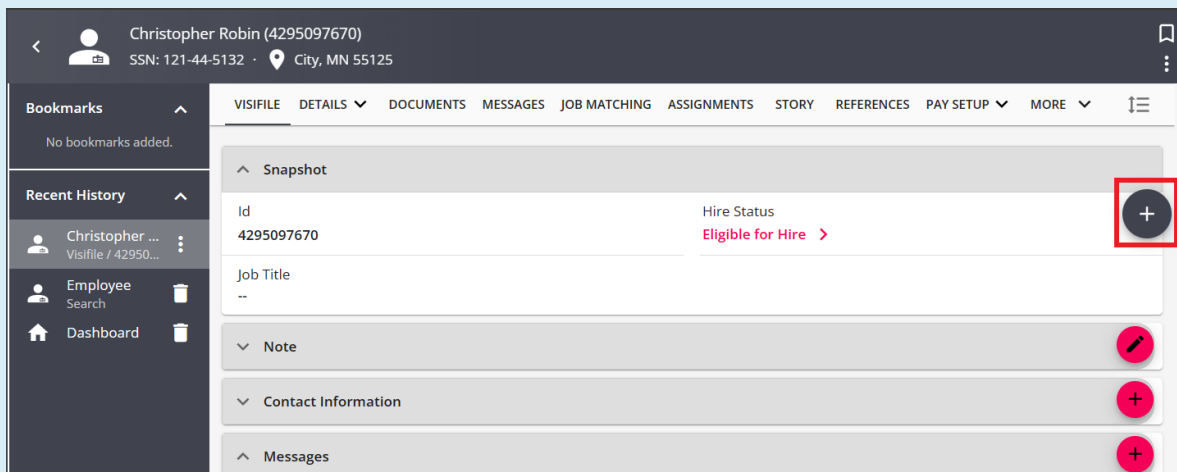 Christopher Robin (4295097670)
SSN: 121-44-5132 · City, MN 55125
Bookmarks
No bookmarks added.
Recent History
Christopher ...
Visifile / 42950...
Employee
Search
Dashboard
VISIFILE DETAILS DOCUMENTS MESSAGES JOB MATCHING ASSIGNMENTS STORY REFERENCES PAY SETUP MORE
Snapshot
Id
4295097670
Hire Status
Eligible for Hire
Job Title
--
Note
Contact Information
Messages